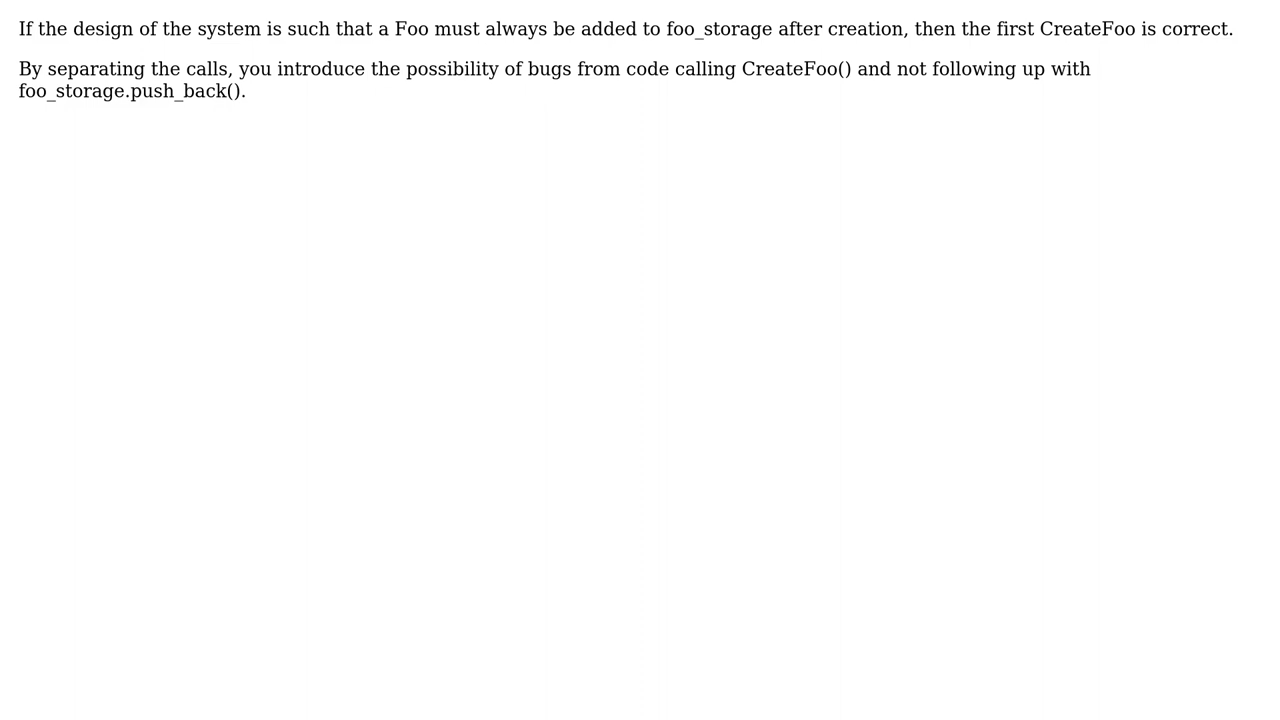 If the design of the system is such that a Foo must always be added to foo_storage after creation, then the first CreateFoo is correct.
By separating the calls, you introduce the possibility of bugs from code calling CreateFoo() and not following up with
foo_storage.push_back().